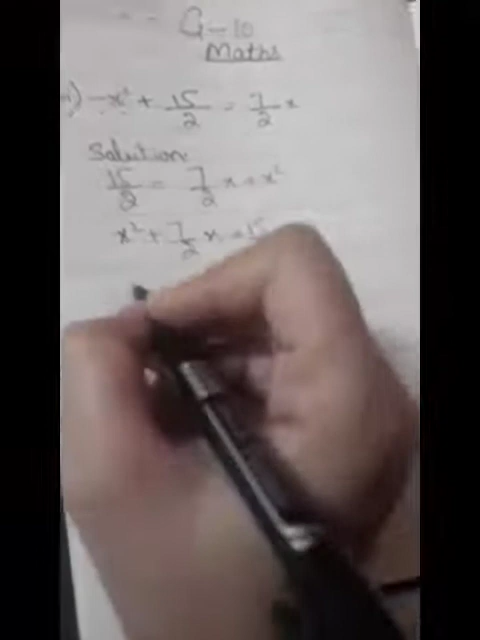 G-10
Maths
) -x² + 15/2 = 7/2 x
Solution
15/2 = 7/2 x + x²
x² + 7/2 x = 15